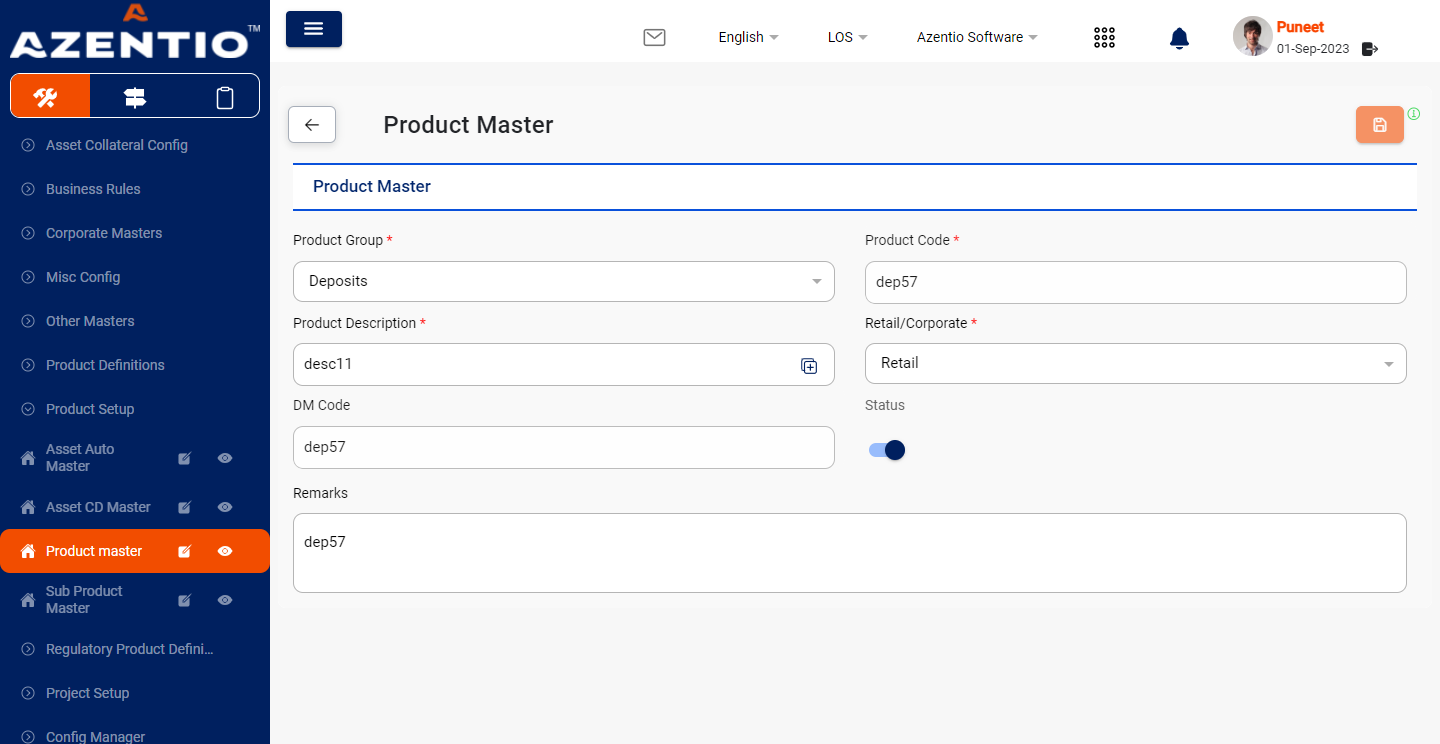 AZENTIO™
English
LOS
Azentio Software
Puneet
01-Sep-2023
Asset Collateral Config
Business Rules
Corporate Masters
Misc Config
Other Masters
Product Definitions
Product Setup
Asset Auto
Master
Asset CD Master
Product master
Sub Product
Master
Regulatory Product Defini...
Project Setup
Config Manager
Product Master
Product Master
Product Group *
Deposits
Product Code *
dep57
Product Description *
desc11
Retail/Corporate *
Retail
DM Code
dep57
Status
Remarks
dep57